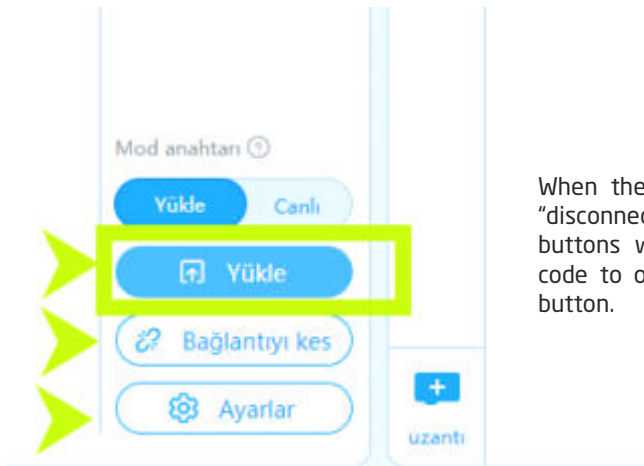 Mod anahtarı ?
Yükle Canlı
Yükle
Bağlantıyı kes
Ayarlar
uzantı
When the
"disconnec
buttons w
code to o
button.